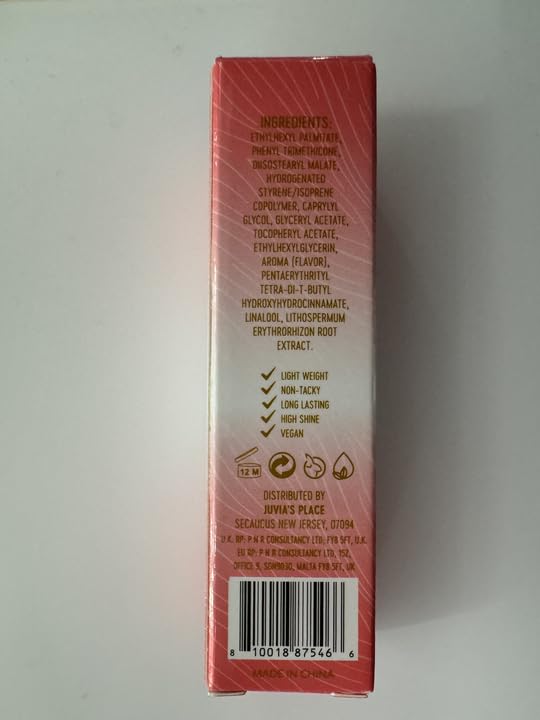 INGREDIENTS:
ETHYLHEXYL PALMITATE,
PHENYL TRIMETHICONE,
DIISOSTEARYL MALATE,
HYDROGENATED
STYRENE/ISOPRENE
COPOLYMER, CAPRYLYL
GLYCOL, GLYCERYL ACETATE,
TOCOPHERYL ACETATE,
ETHYLHEXYLGLYCERIN,
AROMA (FLAVOR),
PENTAERYTHRITYL
TETRA-DI-T-BUTYL
HYDROXYHYDROCINNAMATE,
LINALOOL, LITHOSPERMUM
ERYTHRORHIZON ROOT
EXTRACT.
LIGHT WEIGHT
NON-TACKY
LONG LASTING
HIGH SHINE
VEGAN
12 M
DISTRIBUTED BY
JUVIA'S PLACE
SECAUCUS NEW JERSEY, 07094
U.K. RP: P N R CONSULTANCY LTD, FY8 5FT, U.K.
EU RP: P N R CONSULTANCY LTD, 152,
OFFICE 5, SGN9030, MALTA FY8 5FT, UK
8 10018 87546 6
MADE IN CHINA